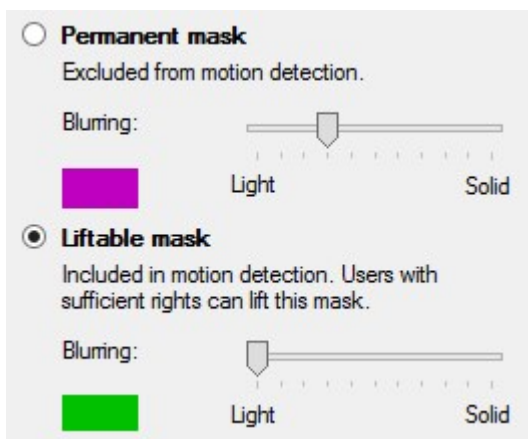 Permanent mask
Excluded from motion detection.
Blurring:
Light Solid
Liftable mask
Included in motion detection. Users with
sufficient rights can lift this mask.
Blurring:
Light Solid